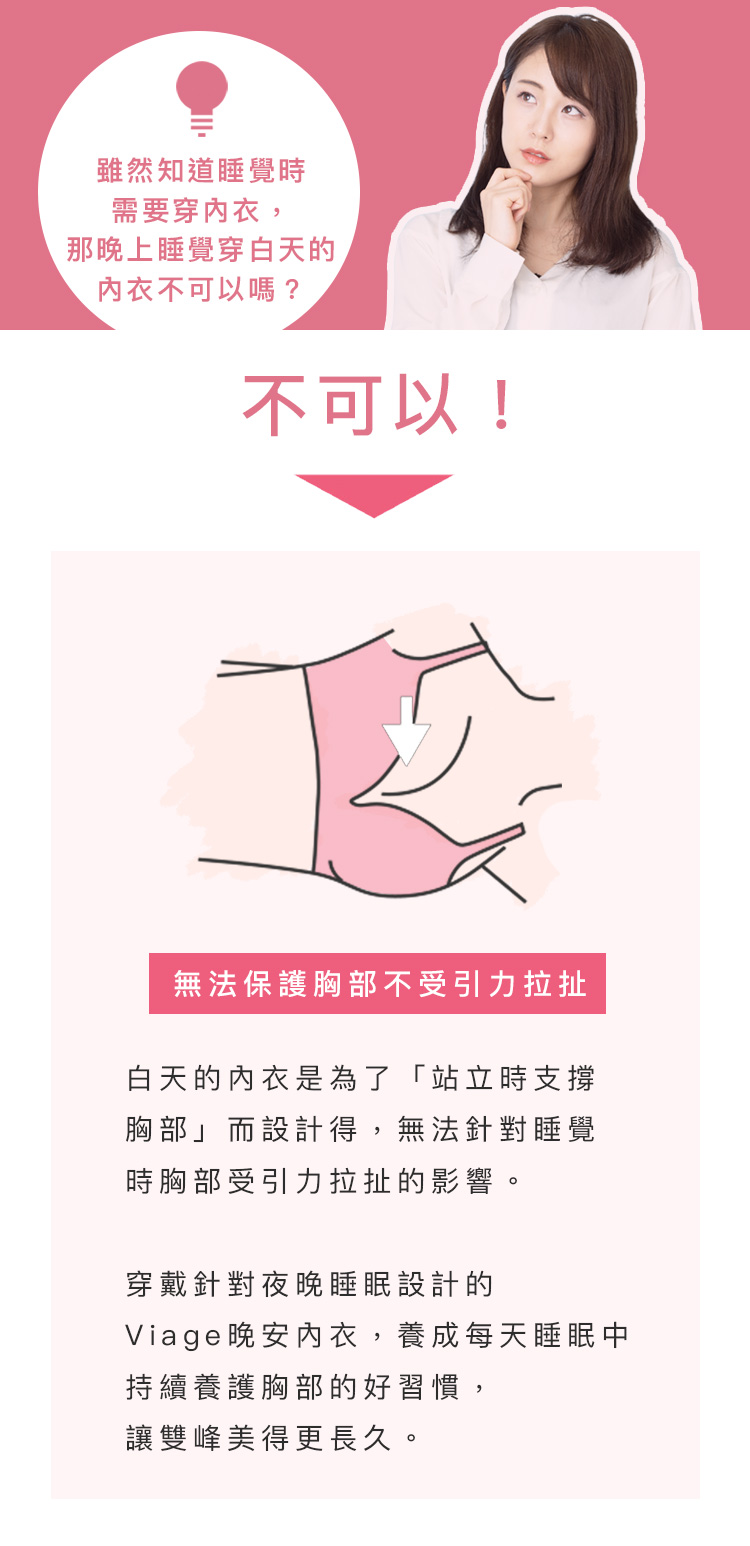 雖然知道睡覺時
需要穿內衣，
那晚上睡覺穿白天的
內衣不可以嗎？
不可以！
無法保護胸部不受引力拉扯
白天的內衣是為了「站立時支撐
胸部」而設計得，無法針對睡覺
時胸部受引力拉扯的影響。
穿戴針對夜晚睡眠設計的
Viage晚安內衣，養成每天睡眠中
持續養護胸部的好習慣，
讓雙峰美得更長久。